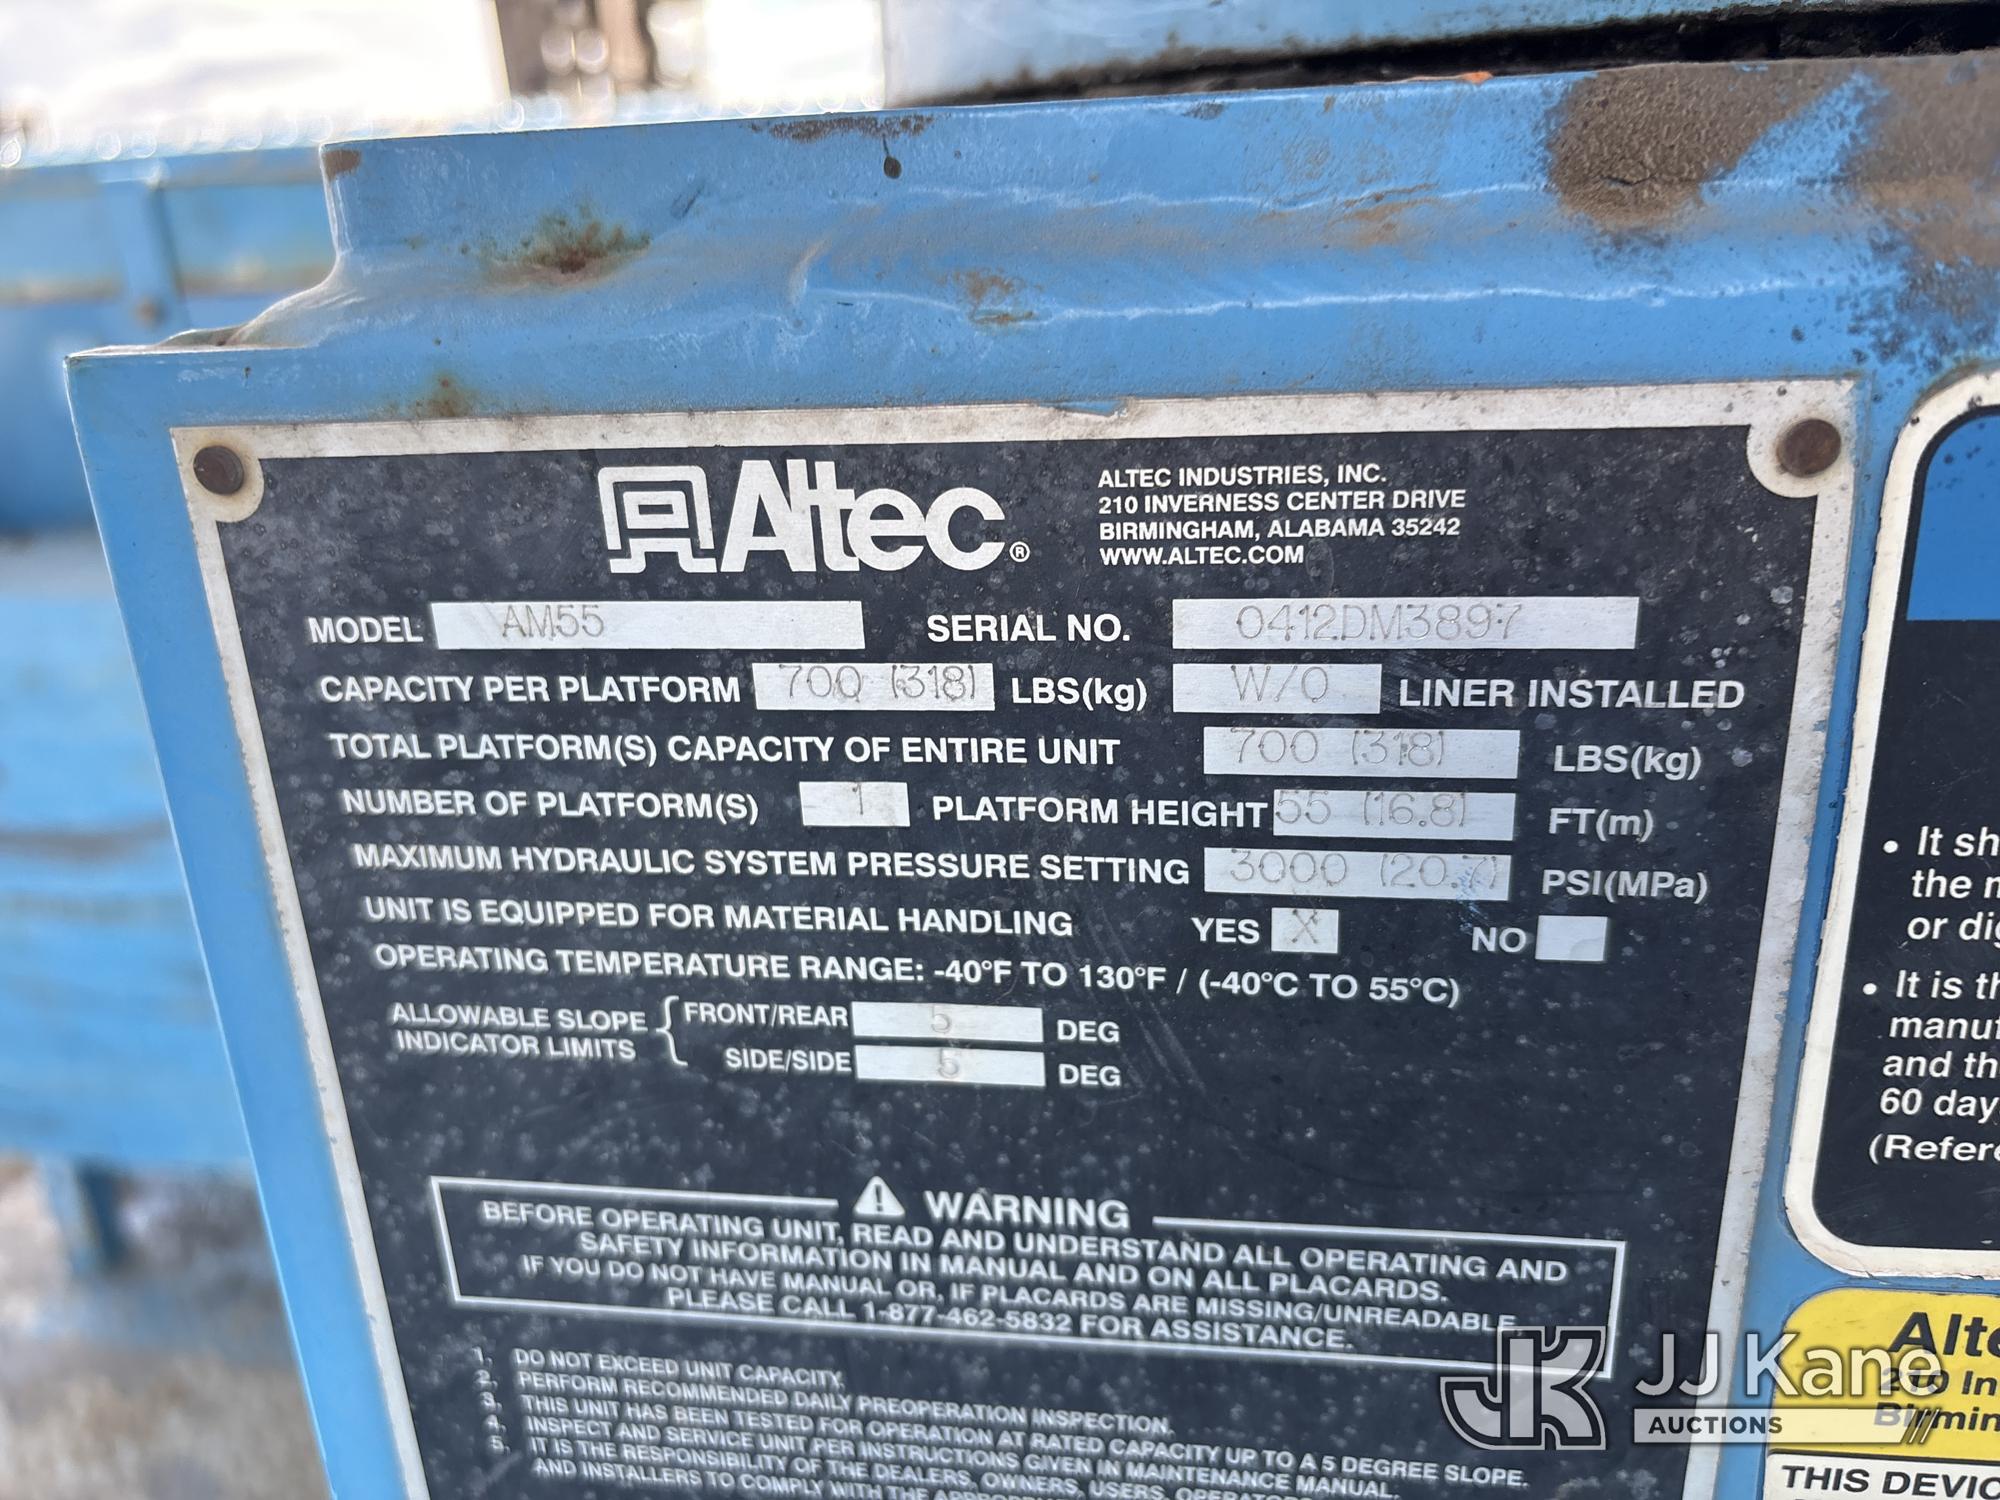 Altec®
ALTEC INDUSTRIES, INC.
210 INVERNESS CENTER DRIVE
BIRMINGHAM, ALABAMA 35242
WWW.ALTEC.COM
MODEL AM55 SERIAL NO. 0412DM3897
CAPACITY PER PLATFORM 700 (318) LBS(kg) W/O LINER INSTALLED
TOTAL PLATFORM(S) CAPACITY OF ENTIRE UNIT 700 (318) LBS(kg)
NUMBER OF PLATFORM(S) 1 PLATFORM HEIGHT 55 (16.8) FT(m)
MAXIMUM HYDRAULIC SYSTEM PRESSURE SETTING 3000 (20.7) PSI(MPa)
UNIT IS EQUIPPED FOR MATERIAL HANDLING YES X NO
OPERATING TEMPERATURE RANGE: -40°F TO 130°F / (-40°C TO 55°C)
ALLOWABLE SLOPE INDICATOR LIMITS { FRONT/REAR 5 DEG
SIDE/SIDE 5 DEG
WARNING
BEFORE OPERATING UNIT, READ AND UNDERSTAND ALL OPERATING AND
SAFETY INFORMATION IN MANUAL AND ON ALL PLACARDS.
IF YOU DO NOT HAVE MANUAL OR, IF PLACARDS ARE MISSING/UNREADABLE,
PLEASE CALL 1-877-462-5832 FOR ASSISTANCE.
1. DO NOT EXCEED UNIT CAPACITY.
2. PERFORM RECOMMENDED DAILY PREOPERATION INSPECTION.
3. THIS UNIT HAS BEEN TESTED FOR OPERATION AT RATED CAPACITY UP TO A 5 DEGREE SLOPE.
4. INSPECT AND SERVICE UNIT PER INSTRUCTIONS GIVEN IN MAINTENANCE MANUAL.
5. IT IS THE RESPONSIBILITY OF THE DEALERS, OWNERS, USERS,
AND INSTALLERS TO COMPLY WITH THE
• It sh
the m
or dig
• It is th
manuf
and the
60 day
(Refere
Alte
210 In
Birmin
THIS DEVIC
JJ Kane
AUCTIONS